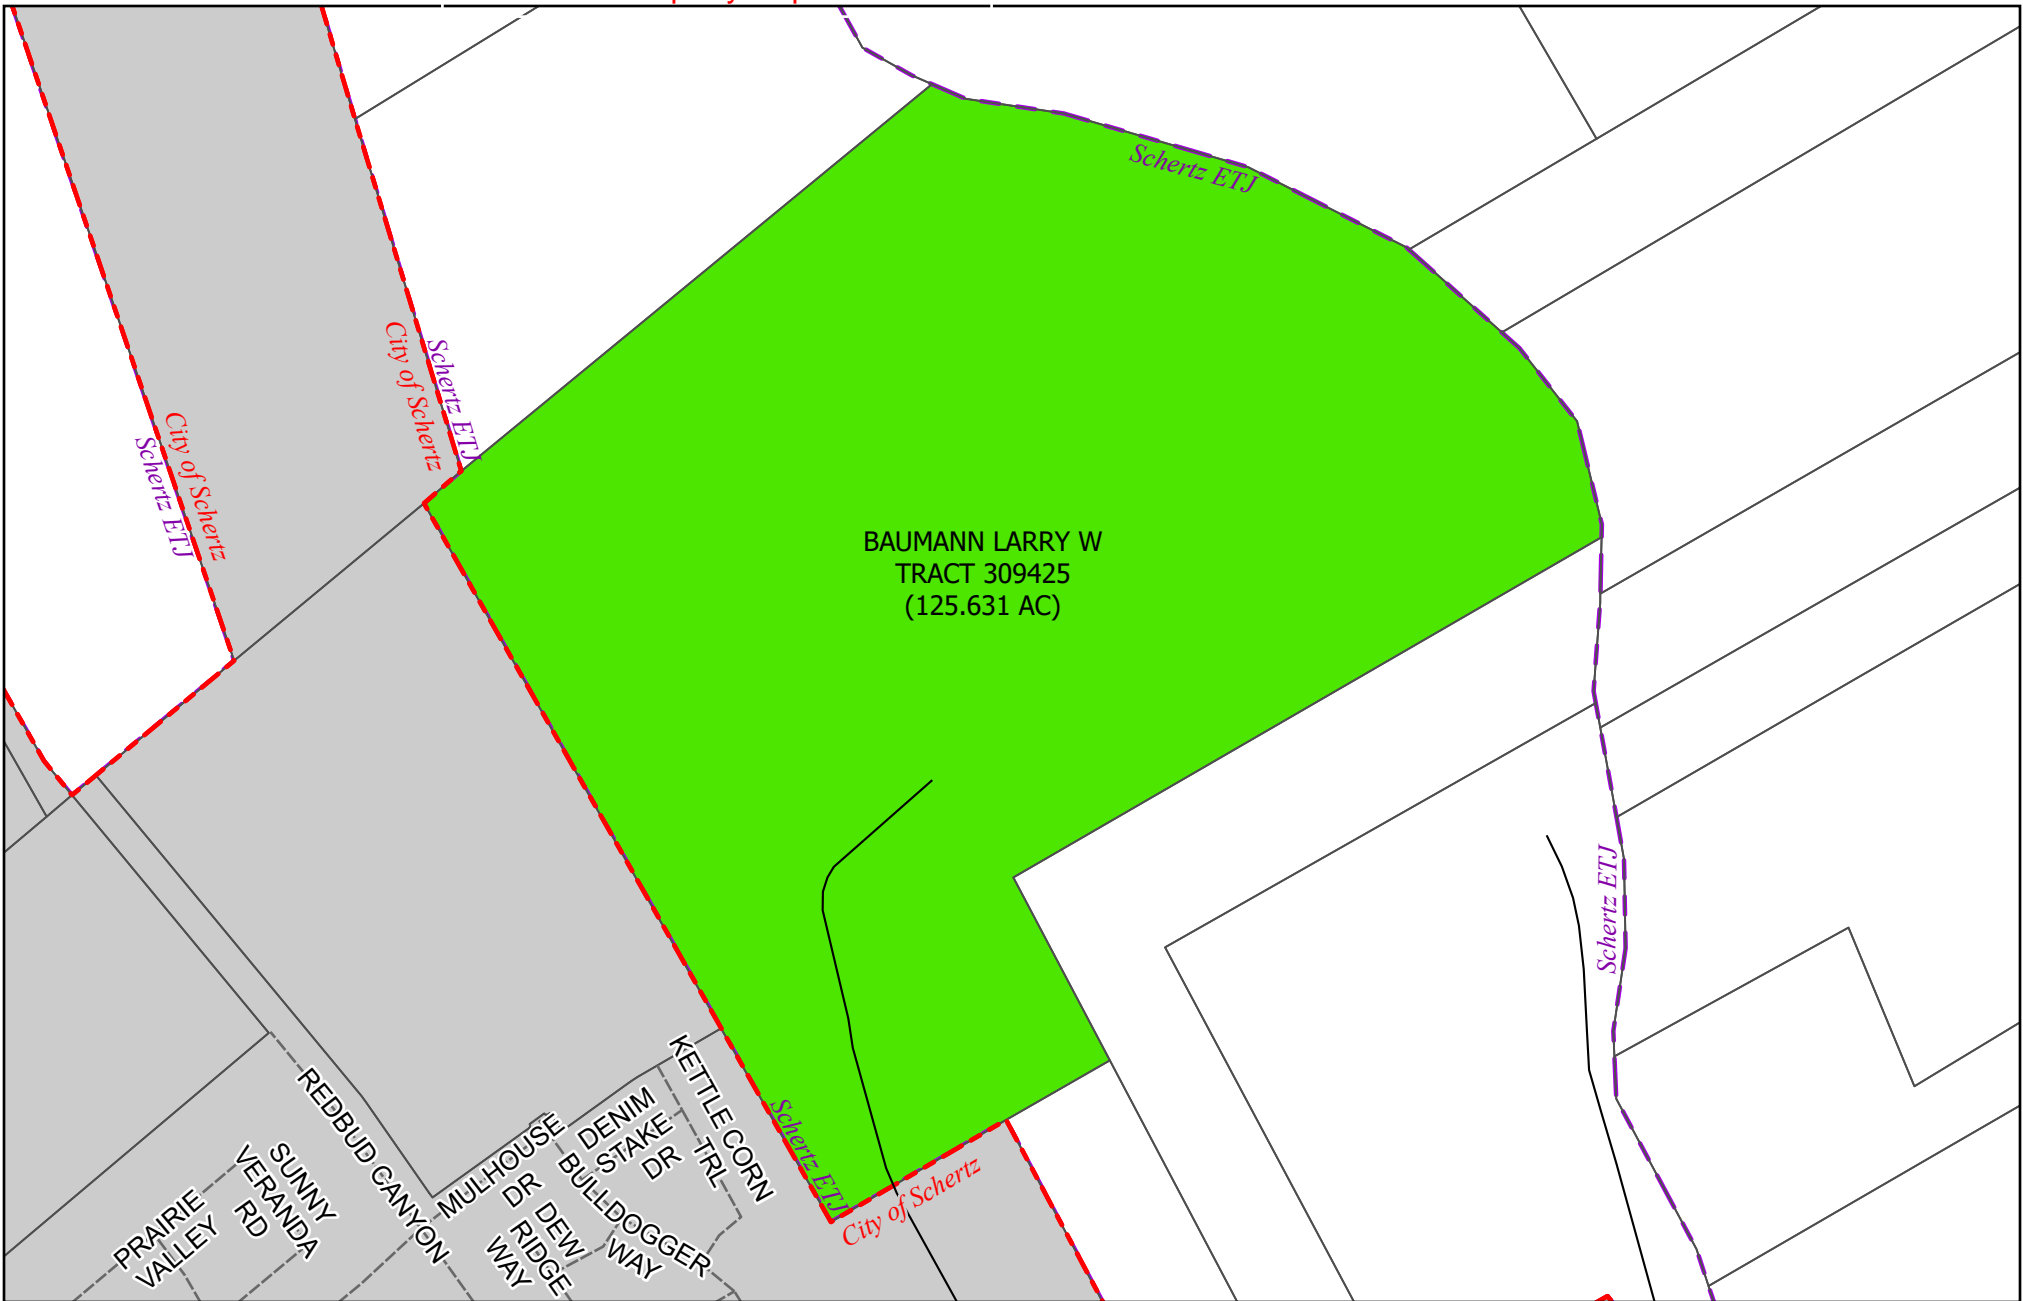 Schertz ETJ
City of Schertz
Schertz ETJ
City of Schertz
Schertz ETJ
BAUMANN LARRY W
TRACT 309425
(125.631 AC)
Schertz ETJ
KETTLE CORN
TRL
DENIM
STAKE
DR
MULHOUSE
DR
BULLDOGGER
WAY
DEW
RIDGE
WAY
REDBUD CANYON
SUNNY
VERANDA
RD
PRAIRIE
VALLEY
Schertz ETJ
City of Schertz